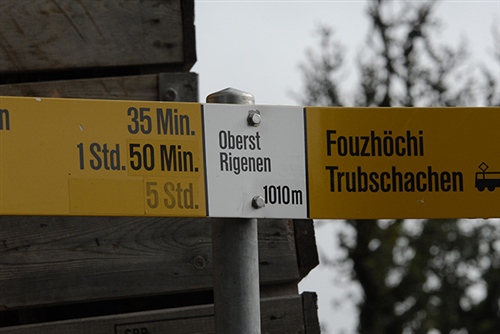 35 Min.
1 Std. 50 Min.
5 Std.
Oberst
Rigenen
1010m
Fouzhöchi
Trubschachen